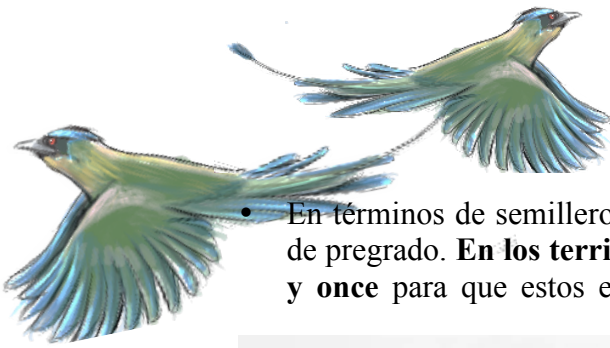 • En términos de semillero
de pregrado. En los terri
y once para que estos e